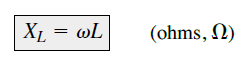 X_L = ωL (ohms, Ω)